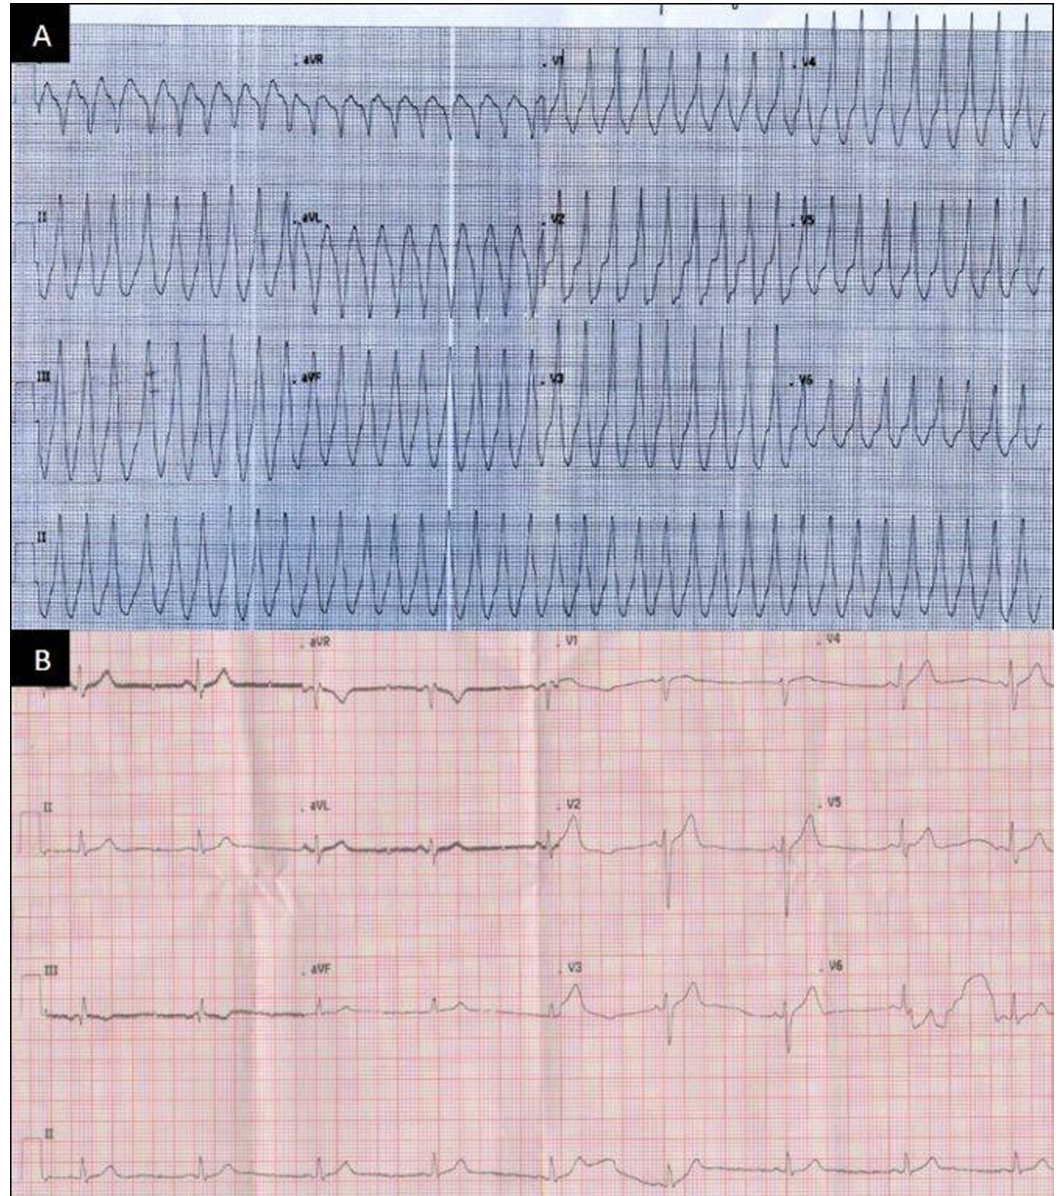 A
. aVR . V1 . V4
II . aVL . V2 . V5
III . aVF . V3 . V6
II
B
. aVR . V1 . V4
II . aVL . V2 . V5
III . aVF . V3 . V6
II